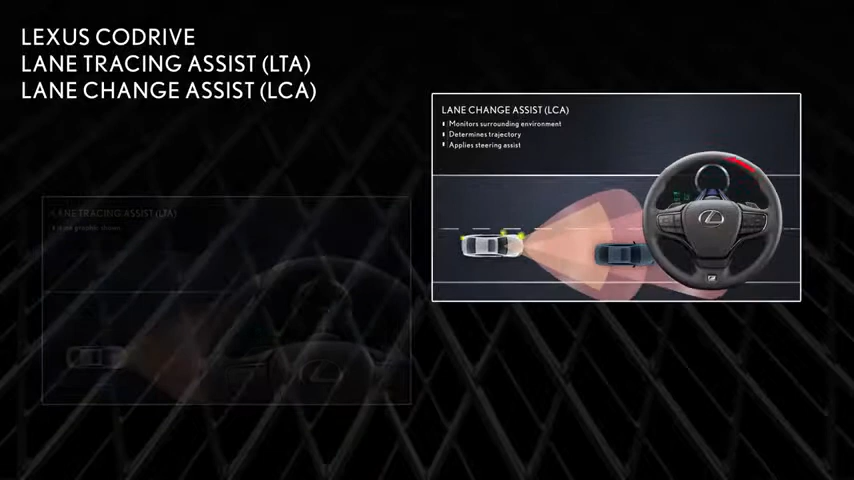 LEXUS CODRIVE
LANE TRACING ASSIST (LTA)
LANE CHANGE ASSIST (LCA)
LANE CHANGE ASSIST (LCA)
Monitors surrounding environment
Determines trajectory
Applies steering assist
LANE TRACING ASSIST (LTA)